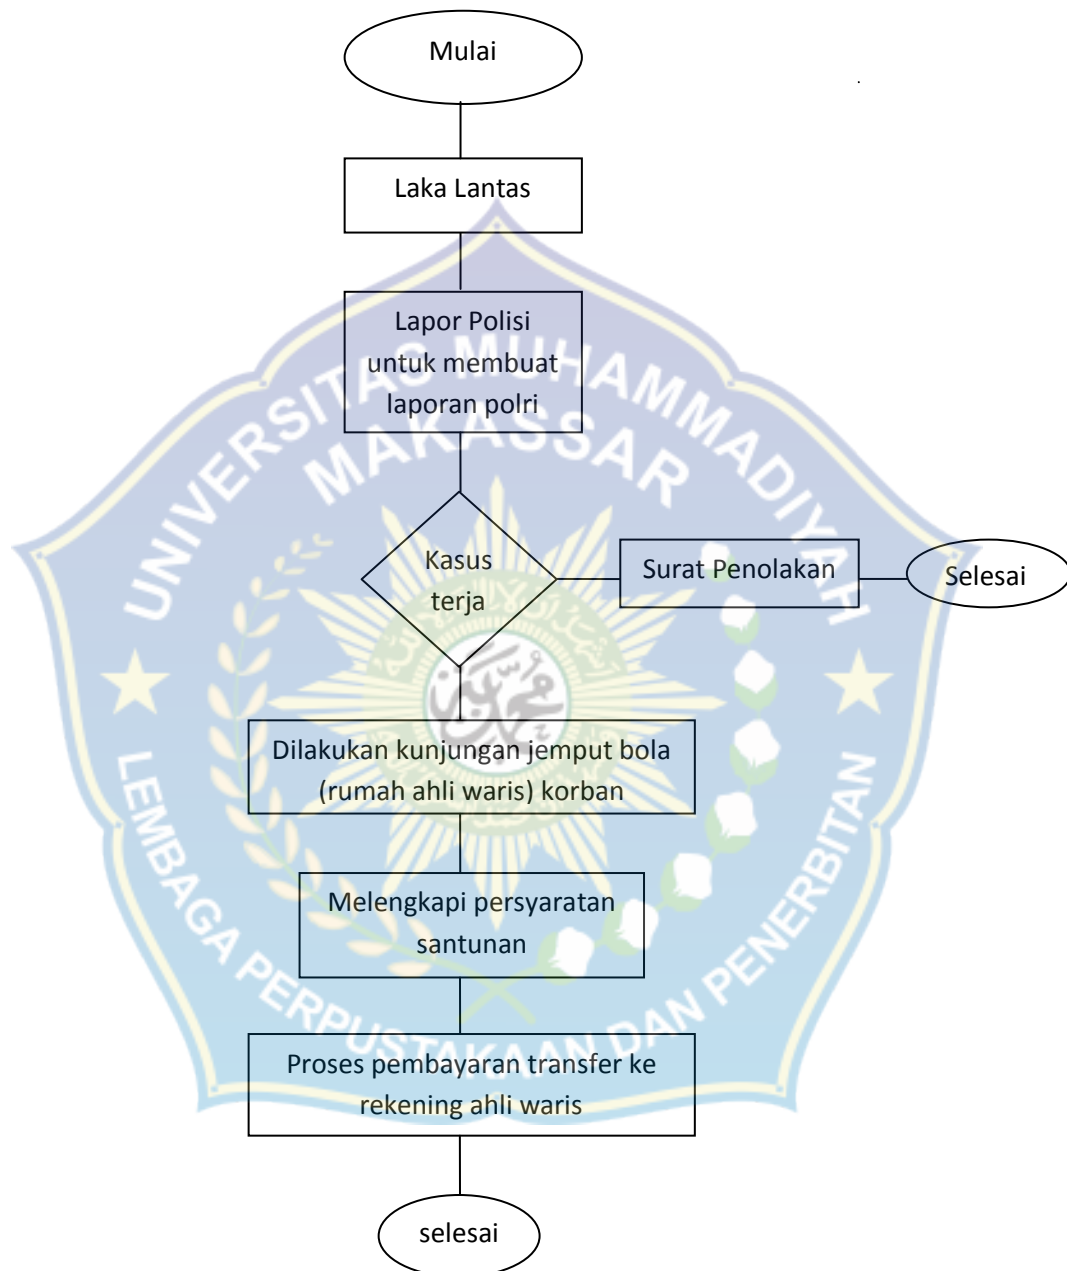 Mulai
Laka Lantas
Lapor Polisi
untuk membuat
laporan polri
UNIVERSITAS MUHAMMADIYAH
MAKASSAR
Kasus
terja
Surat Penolakan
Selesai
محمد
Dilakukan kunjungan jemput bola
(rumah ahli waris) korban
Melengkapi persyaratan
santunan
LEMBAGA PERPUSTAKAAN DAN PENERBITAN
Proses pembayaran transfer ke
rekening ahli waris
selesai